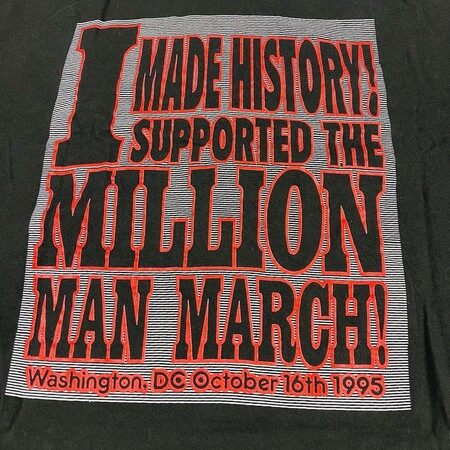 I MADE HISTORY!
SUPPORTED THE
MILLION
MAN MARCH!
Washington, DC October 16th 1995